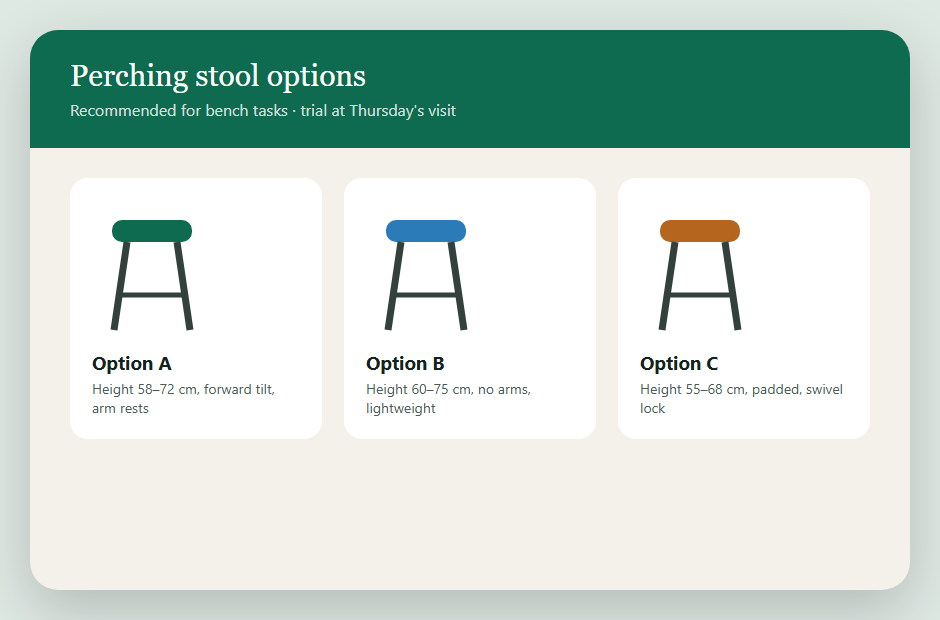 Perching stool options
Recommended for bench tasks · trial at Thursday's visit
Option A
Height 58–72 cm, forward tilt,
arm rests
Option B
Height 60–75 cm, no arms,
lightweight
Option C
Height 55–68 cm, padded, swivel
lock